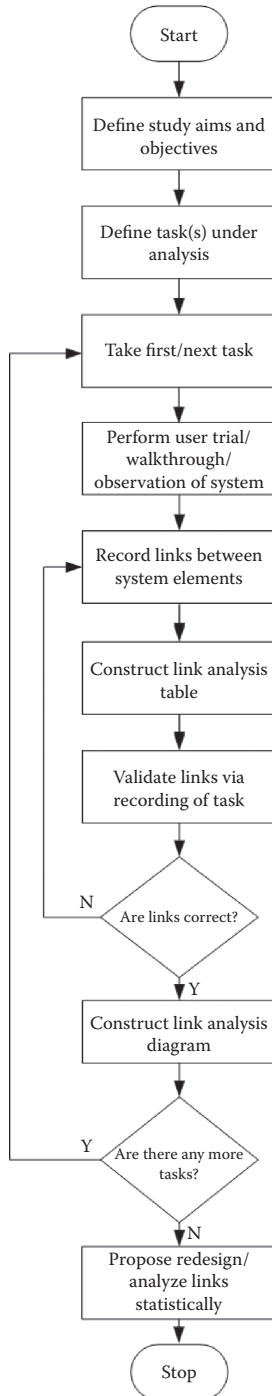 Start
Define study aims and
objectives
Define task(s) under
analysis
Take first/next task
Perform user trial/
walkthrough/
observation of system
Record links between
system elements
Construct link analysis
table
Validate links via
recording of task
N
Are links correct?
Y
Construct link analysis
diagram
Y
Are there any more
tasks?
N
Propose redesign/
analyze links
statistically
Stop